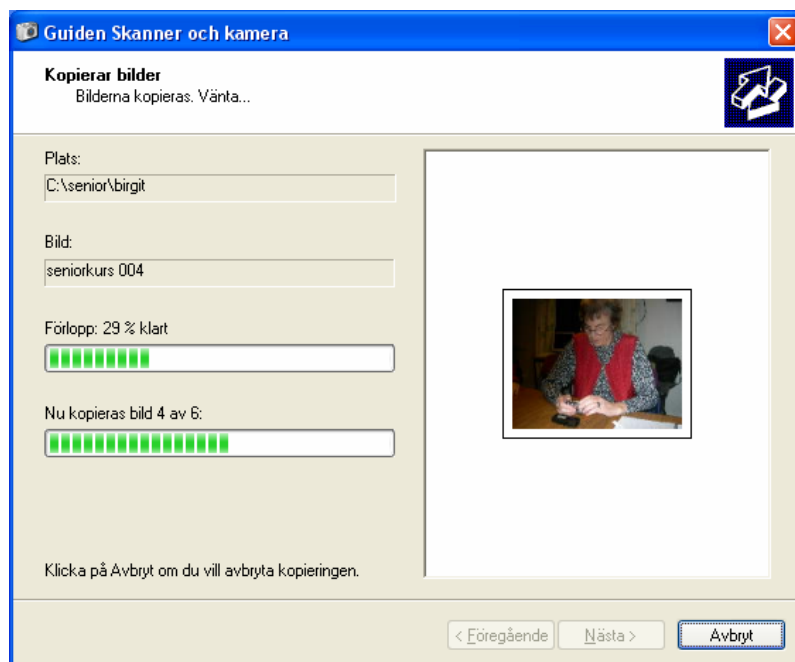 Guiden Skanner och kamera
Kopierar bilder
Bilderna kopieras. Vänta...
Plats:
C:\senior\birgit
Bild:
seniorkurs 004
Förlopp: 29 % klart
Nu kopieras bild 4 av 6:
Klicka på Avbryt om du vill avbryta kopieringen.
< Föregående
Nästa >
Avbryt